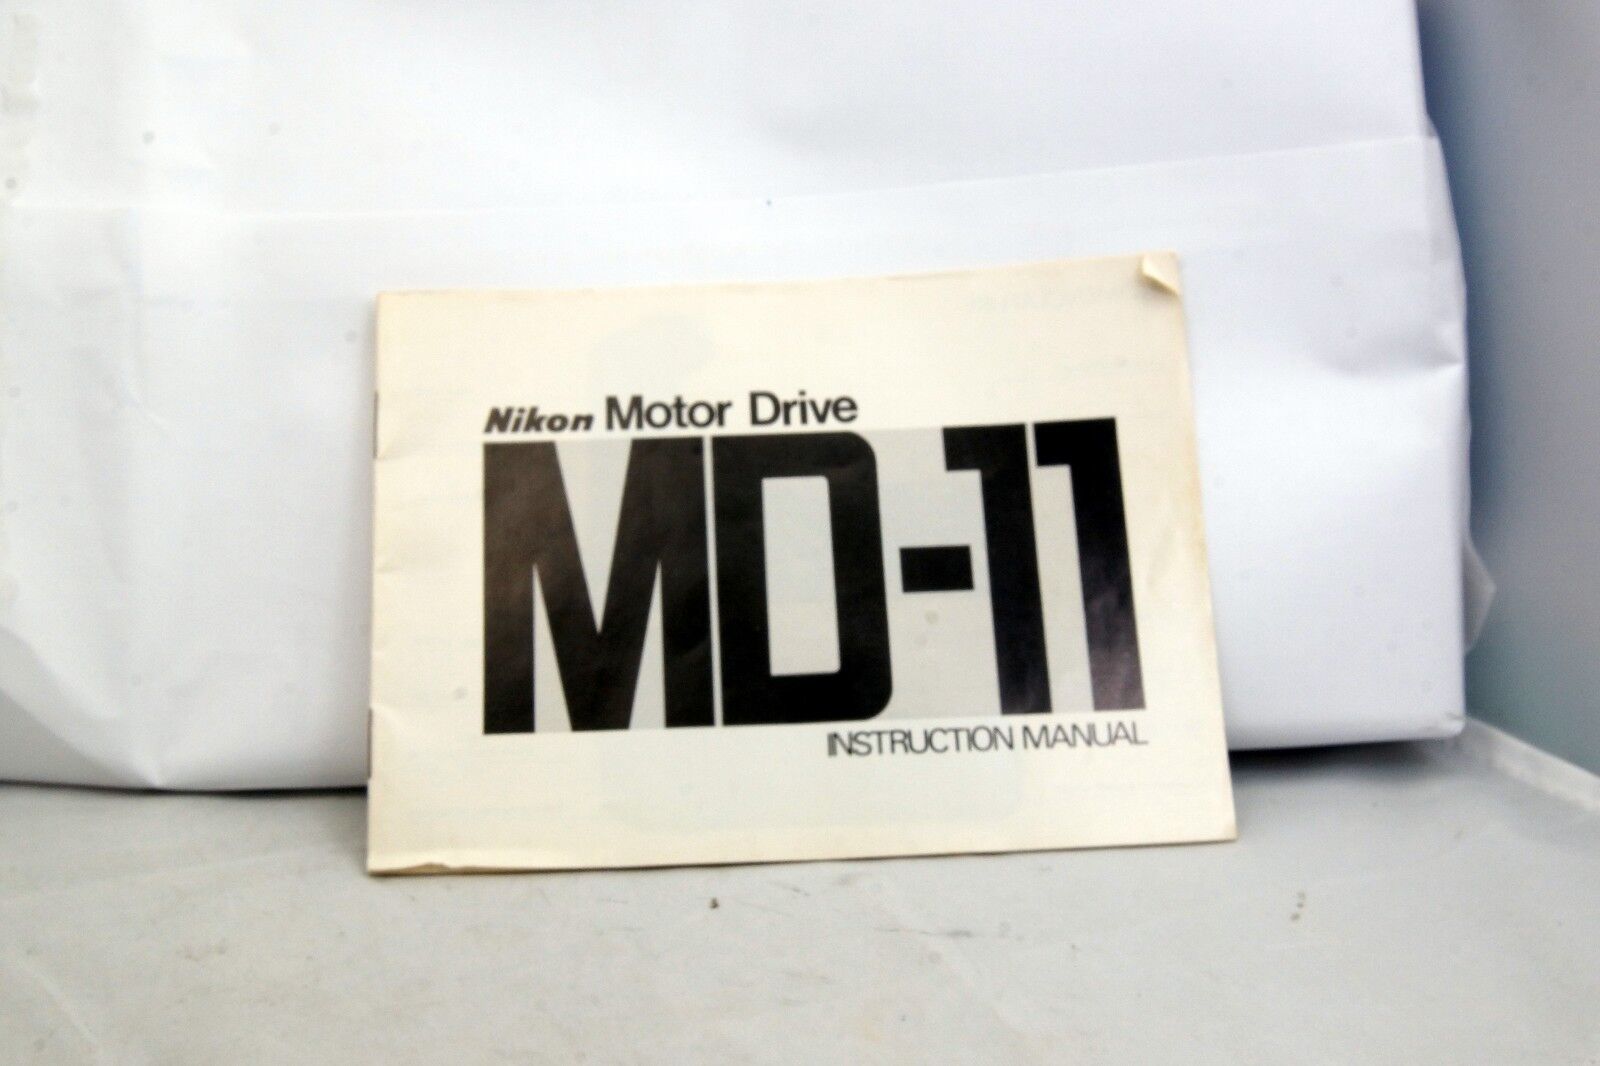 Nikon Motor Drive
MD-11
INSTRUCTION MANUAL